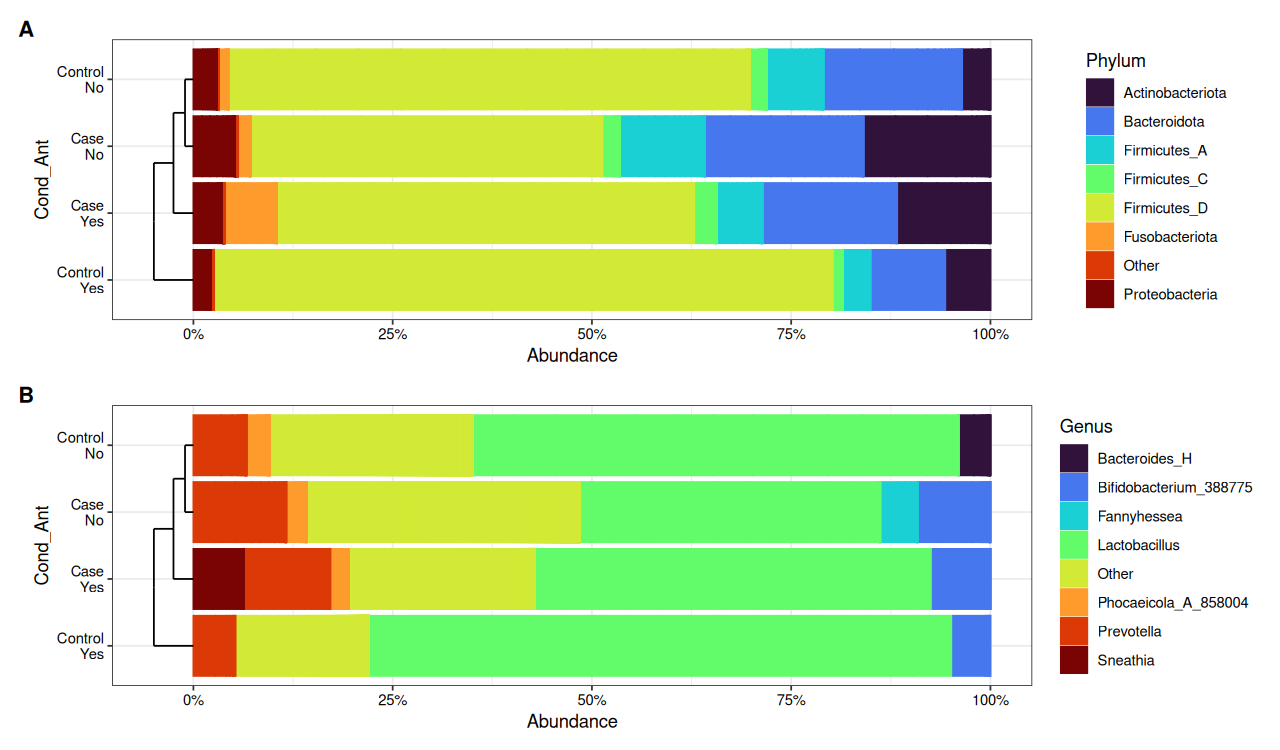 A
Cond_Ant
Control
No
Case
No
Case
Yes
Control
Yes
0%
25%
50%
75%
100%
Abundance
Phylum
Actinobacteriota
Bacteroidota
Firmicutes_A
Firmicutes_C
Firmicutes_D
Fusobacteriota
Other
Proteobacteria
B
Cond_Ant
Control
No
Case
No
Case
Yes
Control
Yes
0%
25%
50%
75%
100%
Abundance
Genus
Bacteroides_H
Bifidobacterium_388775
Fannyhessea
Lactobacillus
Other
Phocaeicola_A_858004
Prevotella
Sneathia